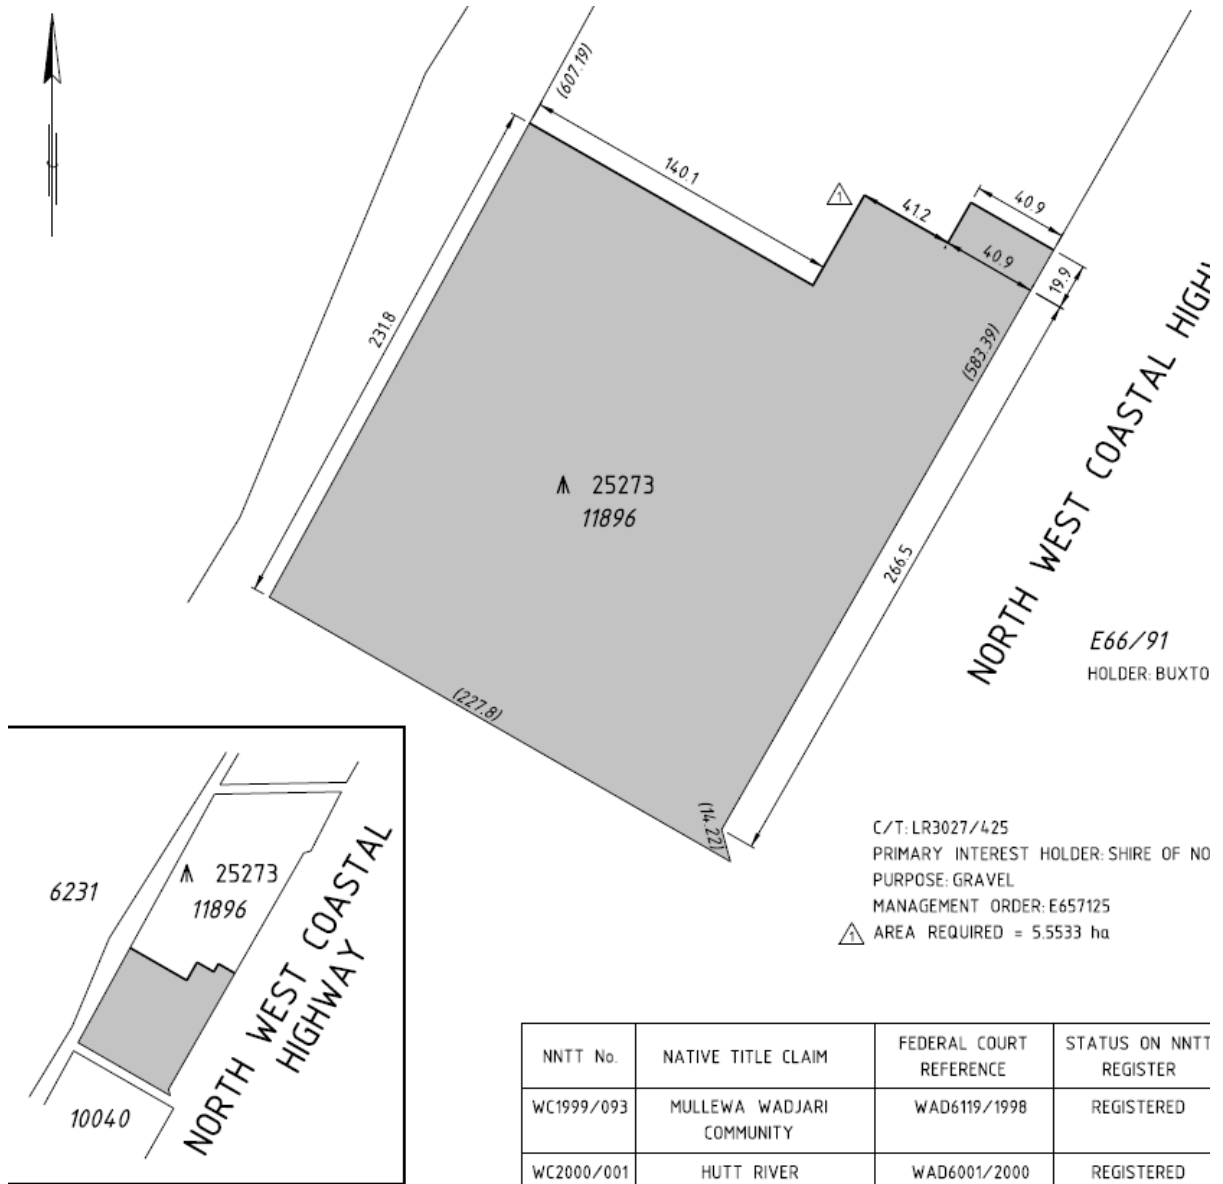 (607.19)
140.1
1
41.2
40.9
40.9
19.9
231.8
(583.39)
25273
11896
266.5
NORTH WEST COASTAL HIGH
E66/91
HOLDER: BUXTO
(227.8)
(14.22)
C/T: LR3027/425
PRIMARY INTEREST HOLDER: SHIRE OF NO
PURPOSE: GRAVEL
MANAGEMENT ORDER: E657125
1 AREA REQUIRED = 5.5533 ha
6231
25273
11896
NORTH WEST COASTAL
HIGHWAY
10040
NNTT No. NATIVE TITLE CLAIM FEDERAL COURT REFERENCE STATUS ON NNTT REGISTER
WC1999/093 MULLEWA WADJARI COMMUNITY WAD6119/1998 REGISTERED
WC2000/001 HUTT RIVER WAD6001/2000 REGISTERED